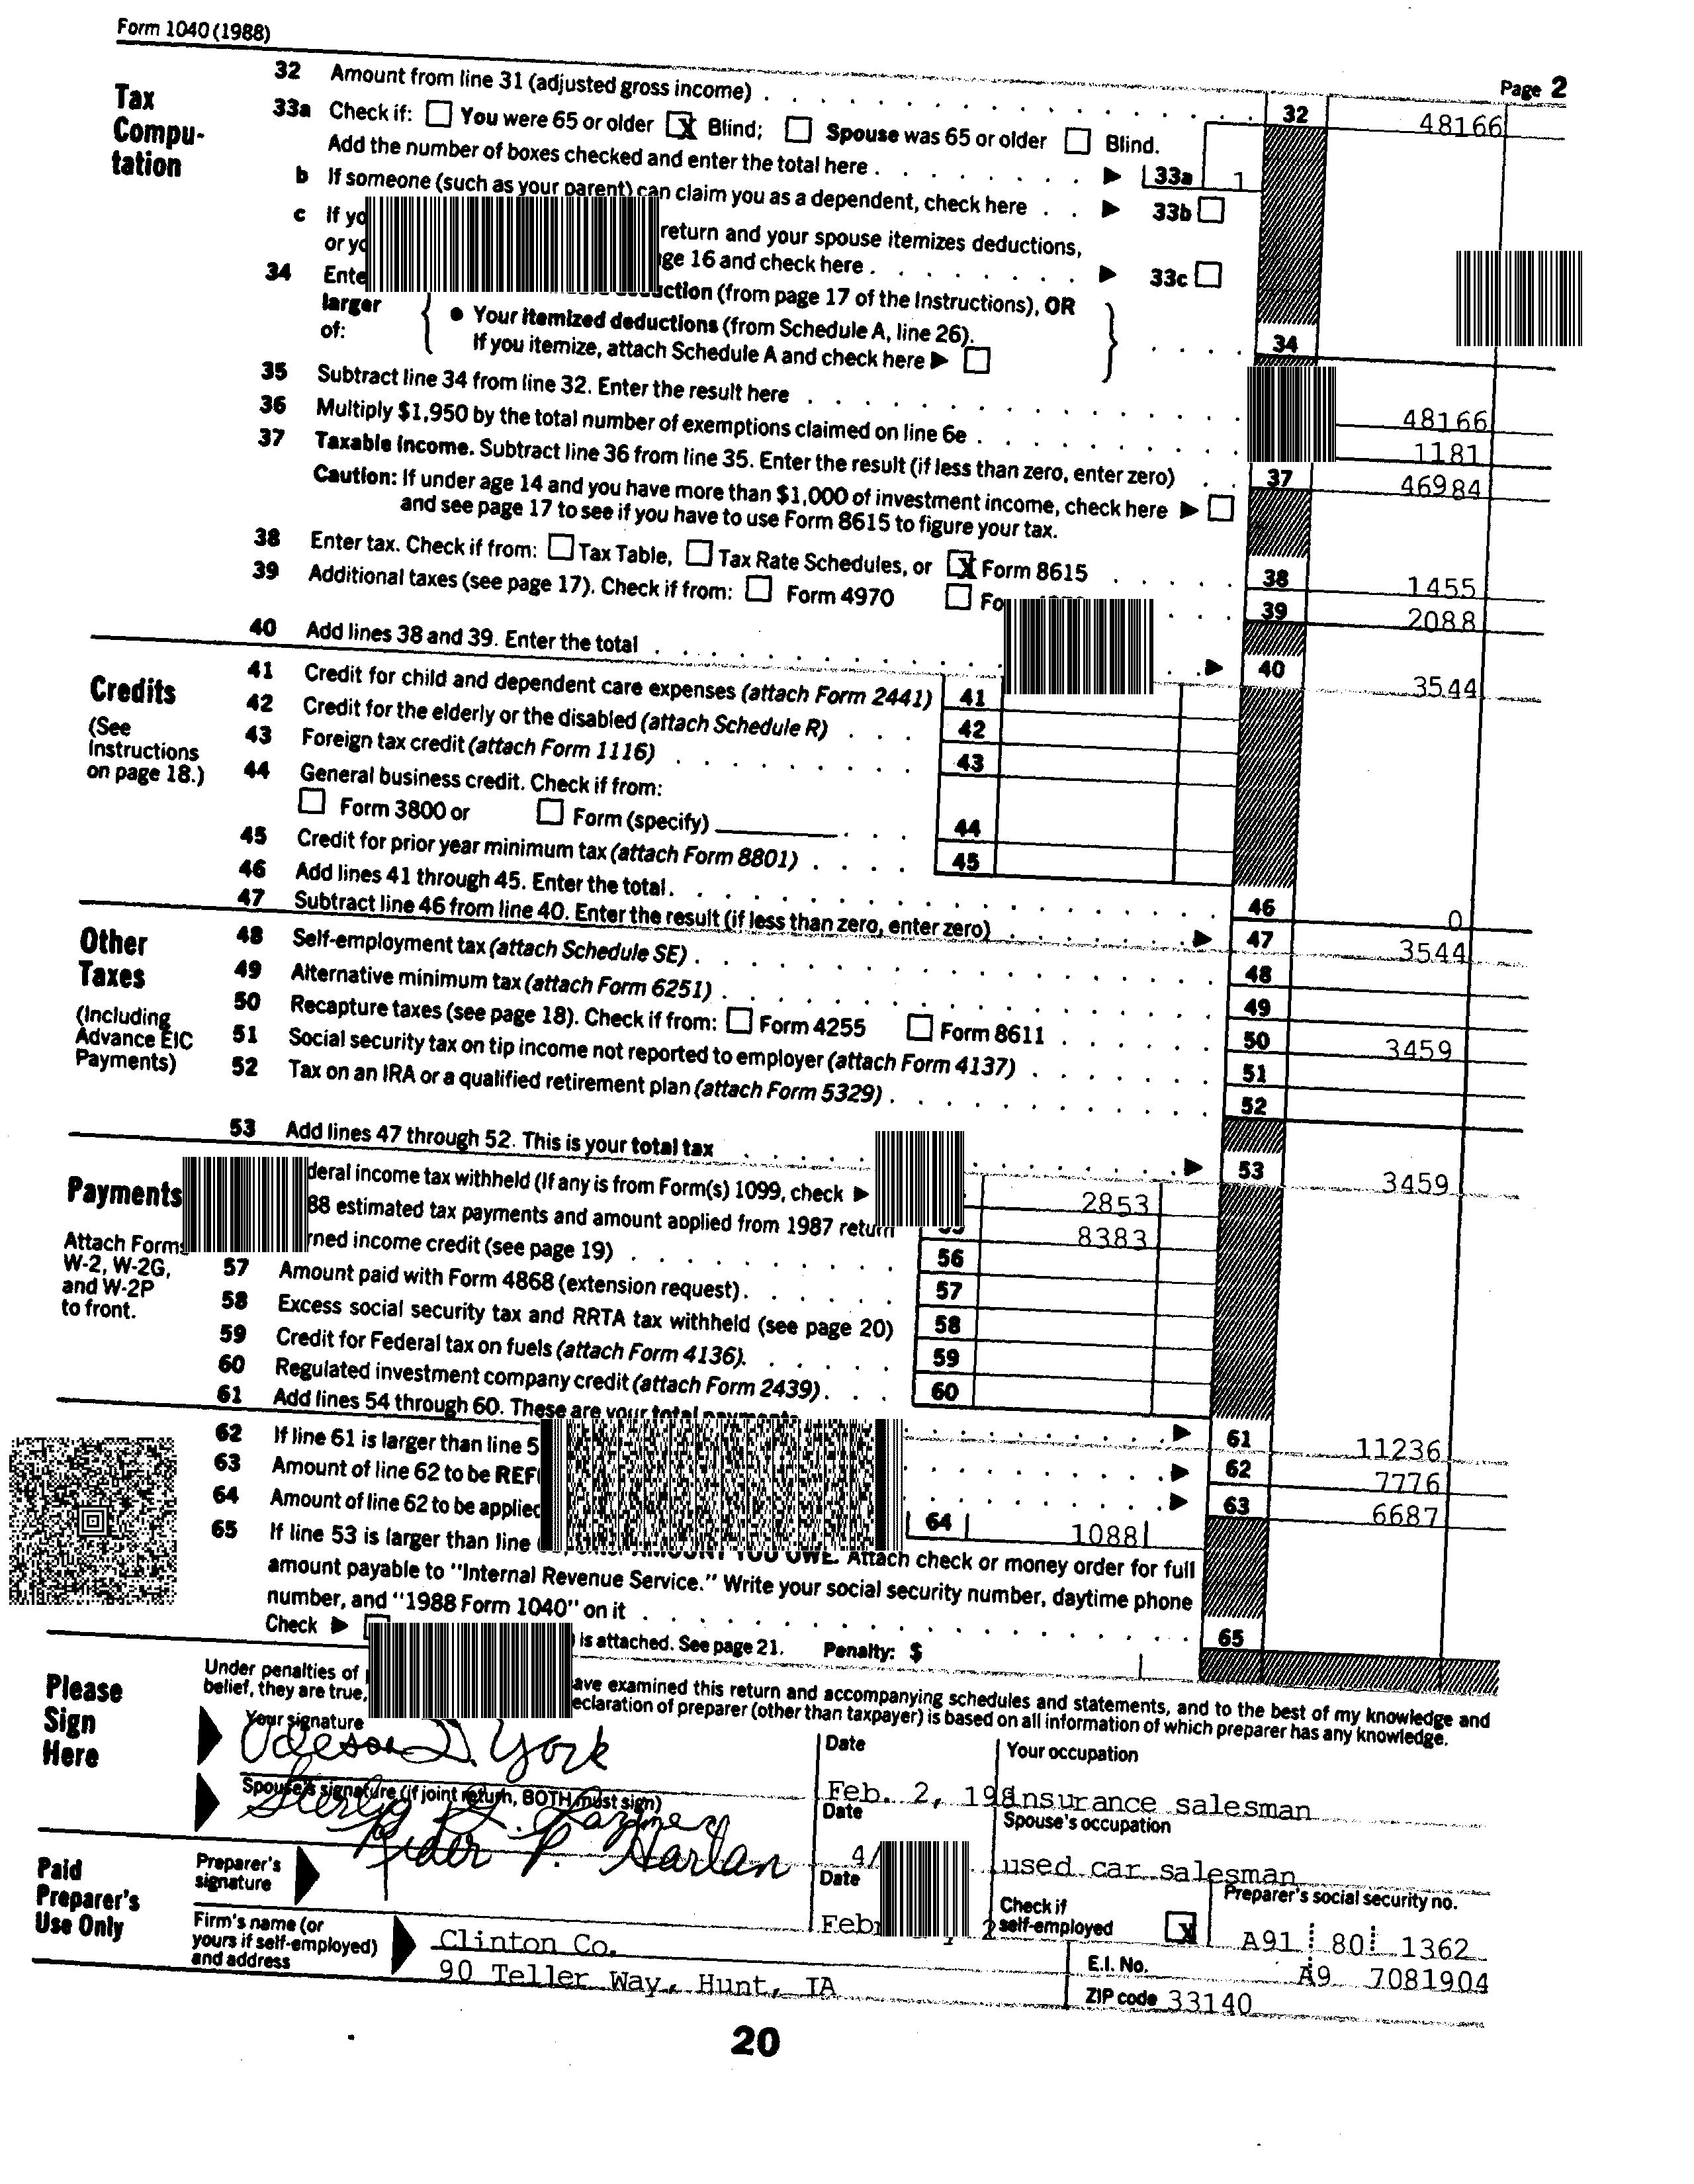 Form 1040 (1988)
Page 2
Tax Compu-tation
32 Amount from line 31 (adjusted gross income) 32 48166
33a Check if: You were 65 or older X Blind; Spouse was 65 or older Blind.
Add the number of boxes checked and enter the total here 33a 1
b If someone (such as your parent) can claim you as a dependent, check here 33b
c If yo return and your spouse itemizes deductions,
or yo ge 16 and check here 33c
34 Ente ction (from page 17 of the Instructions), OR
larger of: • Your itemized deductions (from Schedule A, line 26).
If you itemize, attach Schedule A and check here 34
35 Subtract line 34 from line 32. Enter the result here 48166
36 Multiply $1,950 by the total number of exemptions claimed on line 6e 1181
37 Taxable income. Subtract line 36 from line 35. Enter the result (if less than zero, enter zero) 37 46984
Caution: If under age 14 and you have more than $1,000 of investment income, check here
and see page 17 to see if you have to use Form 8615 to figure your tax.
38 Enter tax. Check if from: Tax Table, Tax Rate Schedules, or X Form 8615 38 1455
39 Additional taxes (see page 17). Check if from: Form 4970 Fo 39 2088
40 Add lines 38 and 39. Enter the total 40 3544
Credits
(See Instructions on page 18.)
41 Credit for child and dependent care expenses (attach Form 2441) 41
42 Credit for the elderly or the disabled (attach Schedule R) 42
43 Foreign tax credit (attach Form 1116) 43
44 General business credit. Check if from:
Form 3800 or Form (specify) 44
45 Credit for prior year minimum tax (attach Form 8801) 45
46 Add lines 41 through 45. Enter the total. 46 0
47 Subtract line 46 from line 40. Enter the result (if less than zero, enter zero) 47 3544
Other Taxes
(Including Advance EIC Payments)
48 Self-employment tax (attach Schedule SE) 48
49 Alternative minimum tax (attach Form 6251) 49
50 Recapture taxes (see page 18). Check if from: Form 4255 Form 8611 50 3459
51 Social security tax on tip income not reported to employer (attach Form 4137) 51
52 Tax on an IRA or a qualified retirement plan (attach Form 5329) 52
53 Add lines 47 through 52. This is your total tax 53 3459
Payments
Attach Forms W-2, W-2G, and W-2P to front.
deral income tax withheld (If any is from Form(s) 1099, check 2853
88 estimated tax payments and amount applied from 1987 return 8383
rned income credit (see page 19) 56
57 Amount paid with Form 4868 (extension request) 57
58 Excess social security tax and RRTA tax withheld (see page 20) 58
59 Credit for Federal tax on fuels (attach Form 4136). 59
60 Regulated investment company credit (attach Form 2439) 60
61 Add lines 54 through 60. These are your total payments 61 11236
62 If line 61 is larger than line 5 62 7776
63 Amount of line 62 to be REF 63 6687
64 Amount of line 62 to be applied 64 1088
65 If line 53 is larger than line AMOUNT YOU OWE. Attach check or money order for full
amount payable to "Internal Revenue Service." Write your social security number, daytime phone
number, and "1988 Form 1040" on it 65
Check is attached. See page 21. Penalty: $
Please Sign Here
Under penalties of ave examined this return and accompanying schedules and statements, and to the best of my knowledge and
belief, they are true, eclaration of preparer (other than taxpayer) is based on all information of which preparer has any knowledge.
Your signature Odessa D. York
Date Feb. 2, 198
Your occupation insurance salesman
Spouse's signature (if joint return, BOTH must sign)
Date 4/
Spouse's occupation used car salesman
Paid Preparer's Use Only
Preparer's signature P. Harlan
Date Feb 2
Check if self-employed X
Preparer's social security no. A91 80 1362
Firm's name (or yours if self-employed) and address
Clinton Co.
90 Teller Way, Hunt, IA
E.I. No. A9 7081904
ZIP code 33140
20